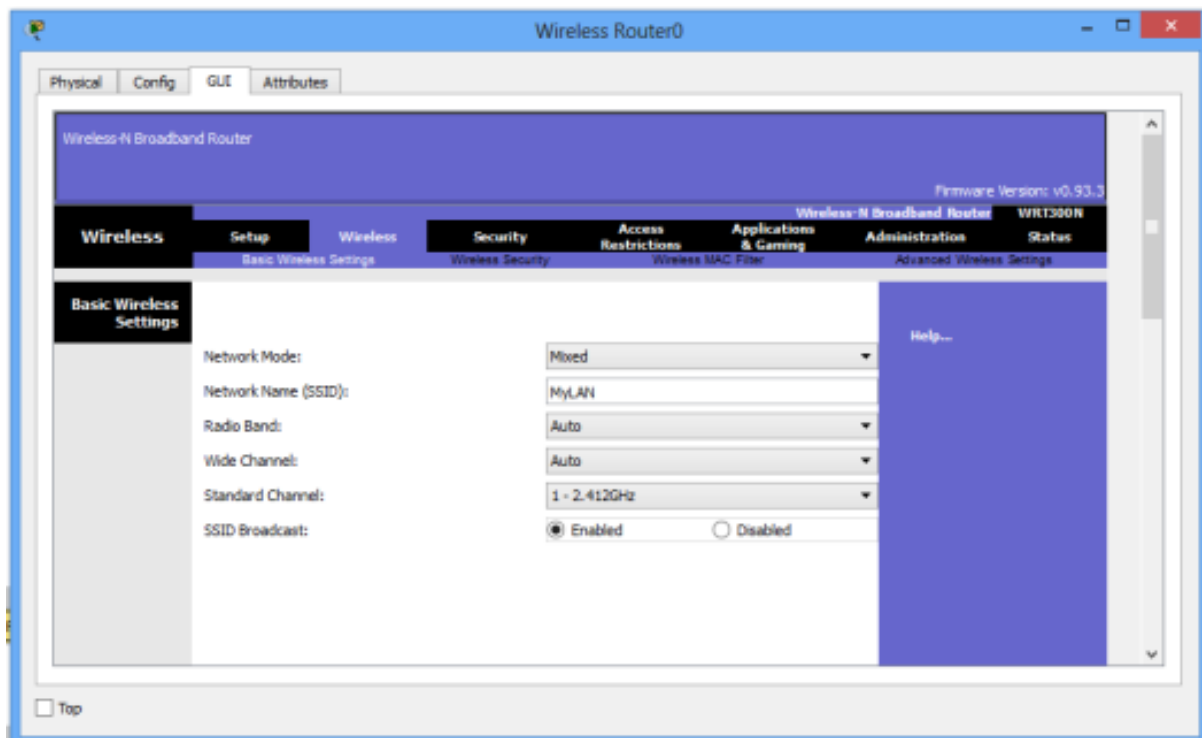 Wireless Router0
Physical Config GUI Attributes
Wireless-N Broadband Router
Firmware Version: v0.93.3
Wireless-N Broadband Router WRT300N
Wireless Setup Wireless Security Access Restrictions Applications & Gaming Administration Status
Basic Wireless Settings Wireless Security Wireless MAC Filter Advanced Wireless Settings
Basic Wireless
Settings
Help...
Network Mode: Mixed
Network Name (SSID): MyLAN
Radio Band: Auto
Wide Channel: Auto
Standard Channel: 1 - 2.412GHz
SSID Broadcast: Enabled Disabled
Top